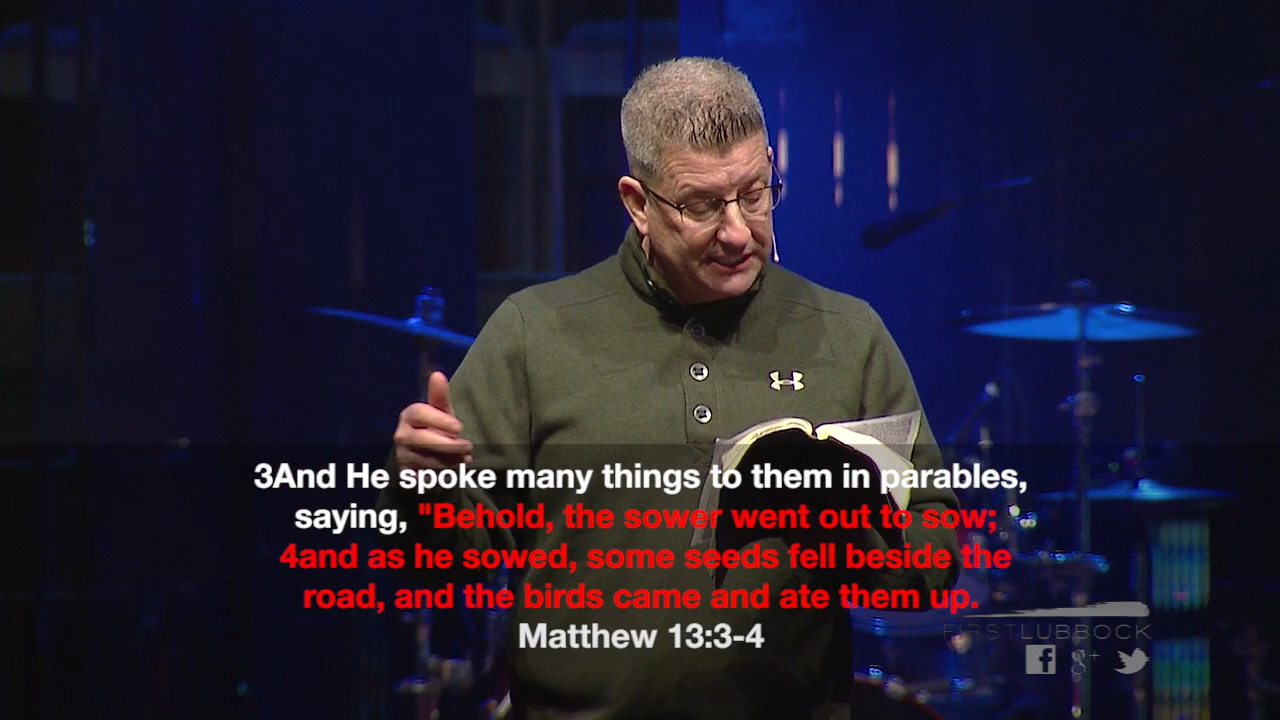 3And He spoke many things to them in parables,
saying, "Behold, the sower went out to sow;
4and as he sowed, some seeds fell beside the
road, and the birds came and ate them up.
Matthew 13:3-4
FIRSTLUBBOCK
f g+